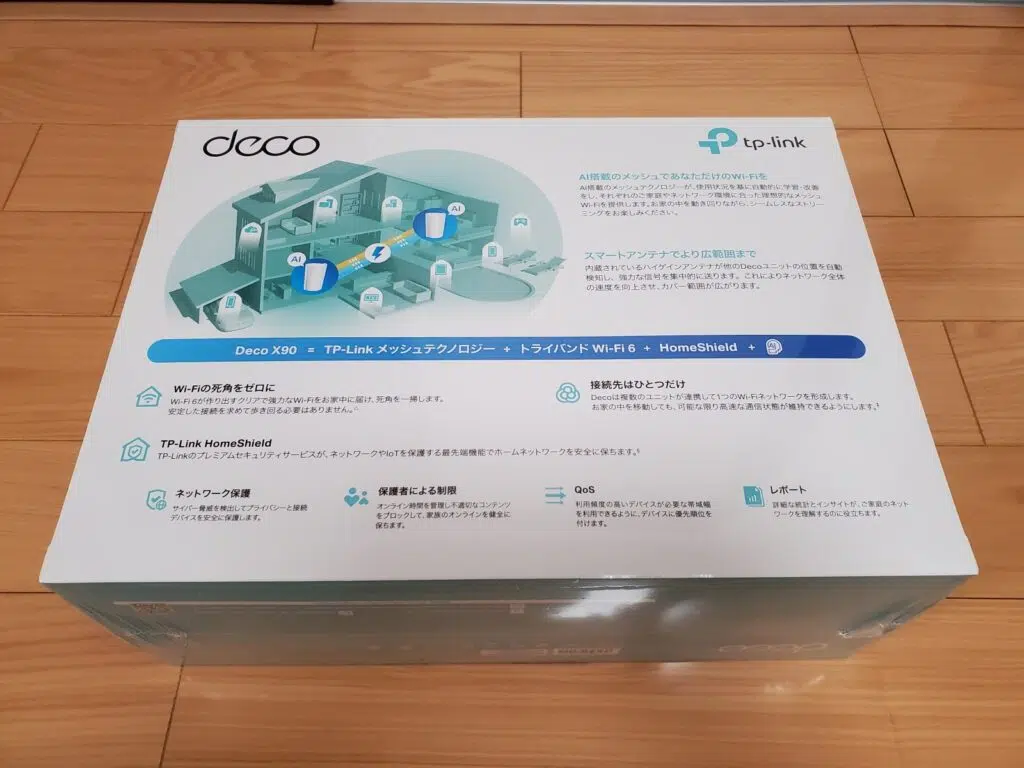 deco
tp-link
AI搭載のメッシュであなただけのWi-Fiを
AI搭載のメッシュテクノロジーが、使用状況を基に自動的に学習・改善
をし、それぞれのご家庭やネットワーク環境に合った理想的なメッシュ
Wi-Fiを提供します。お家の中を動き回りながら、シームレスなストリー
ミングをお楽しみください。
AI
AI
スマートアンテナでより広範囲まで
内蔵されているハイゲインアンテナが他のDecoユニットの位置を自動
検知し、強力な信号を集中的に送ります。これによりネットワーク全体
の速度を向上させ、カバー範囲が広がります。
Deco X90 = TP-Link メッシュテクノロジー + トライバンド Wi-Fi 6 + HomeShield + AI
Wi-Fiの死角をゼロに
Wi-Fi 6が作り出すクリアで強力なWi-Fiをお家中に届け、死角を一掃します。
安定した接続を求めて歩き回る必要はありません。
接続先はひとつだけ
Decoは複数のユニットが連携して1つのWi-Fiネットワークを形成します。
お家の中を移動しても、可能な限り高速な通信状態が維持できるようにします。
TP-Link HomeShield
TP-Linkのプレミアムセキュリティサービスが、ネットワークやIoTを保護する最先端機能でホームネットワークを安全に保ちます。
ネットワーク保護
サイバー脅威を検出してプライバシーと接続
デバイスを安全に保護します。
保護者による制限
オンライン時間を管理し不適切なコンテンツ
をブロックして、家族のオンラインを健全に
保ちます。
QoS
利用頻度の高いデバイスが必要な帯域幅
を利用できるように、デバイスに優先順位を
付けます。
レポート
詳細な統計とインサイトが、ご家庭のネット
ワークを理解するのに役立ちます。